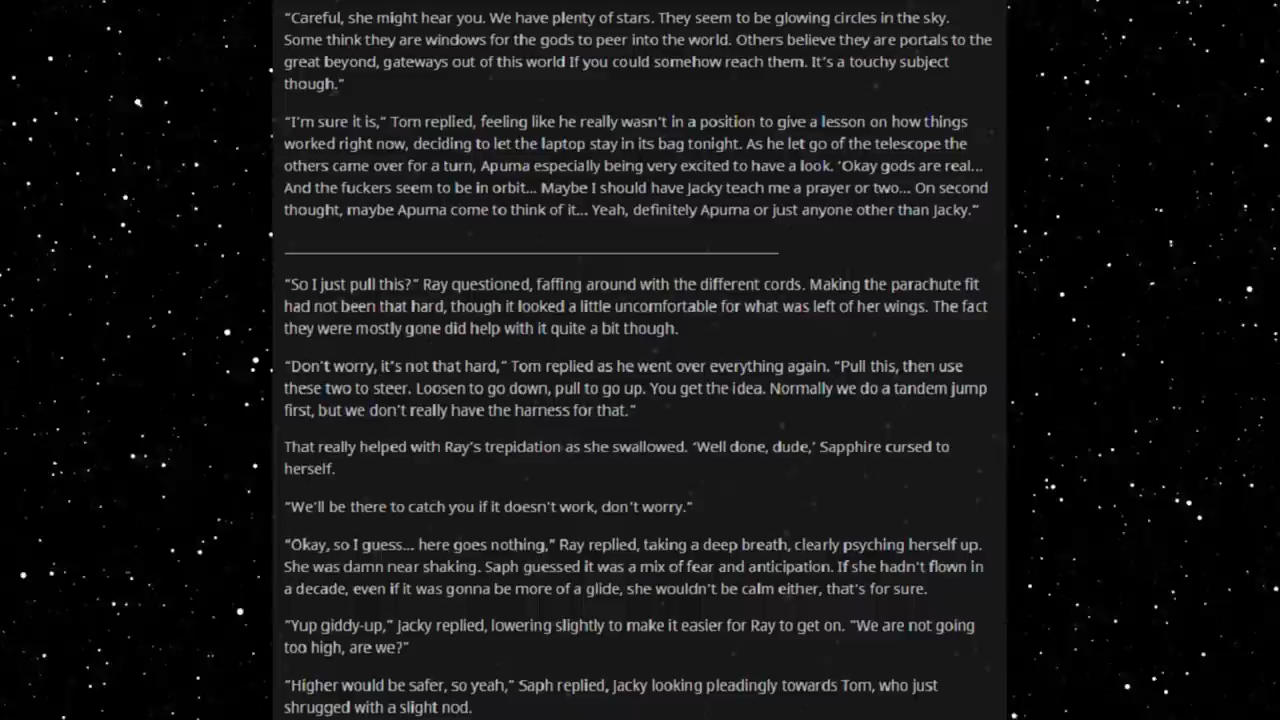 “Careful, she might hear you. We have plenty of stars. They seem to be glowing circles in the sky.
Some think they are windows for the gods to peer into the world. Others believe they are portals to the
great beyond, gateways out of this world If you could somehow reach them. It’s a touchy subject
though.”
“I’m sure it is,” Tom replied, feeling like he really wasn’t in a position to give a lesson on how things
worked right now, deciding to let the laptop stay in its bag tonight. As he let go of the telescope the
others came over for a turn, Apuma especially being very excited to have a look. ‘Okay gods are real...
And the fuckers seem to be in orbit... Maybe I should have Jacky teach me a prayer or two... On second
thought, maybe Apuma come to think of it... Yeah, definitely Apuma or just anyone other than Jacky.”
“So I just pull this?” Ray questioned, faffing around with the different cords. Making the parachute fit
had not been that hard, though it looked a little uncomfortable for what was left of her wings. The fact
they were mostly gone did help with it quite a bit though.
“Don’t worry, it’s not that hard,” Tom replied as he went over everything again. “Pull this, then use
these two to steer. Loosen to go down, pull to go up. You get the idea. Normally we do a tandem jump
first, but we don’t really have the harness for that.”
That really helped with Ray’s trepidation as she swallowed. ‘Well done, dude,’ Sapphire cursed to
herself.
“We’ll be there to catch you if it doesn’t work, don’t worry.”
“Okay, so I guess... here goes nothing,” Ray replied, taking a deep breath, clearly psyching herself up.
She was damn near shaking. Saph guessed it was a mix of fear and anticipation. If she hadn’t flown in
a decade, even if it was gonna be more of a glide, she wouldn’t be calm either, that’s for sure.
“Yup giddy-up,” Jacky replied, lowering slightly to make it easier for Ray to get on. “We are not going
too high, are we?”
“Higher would be safer, so yeah,” Saph replied, Jacky looking pleadingly towards Tom, who just
shrugged with a slight nod.